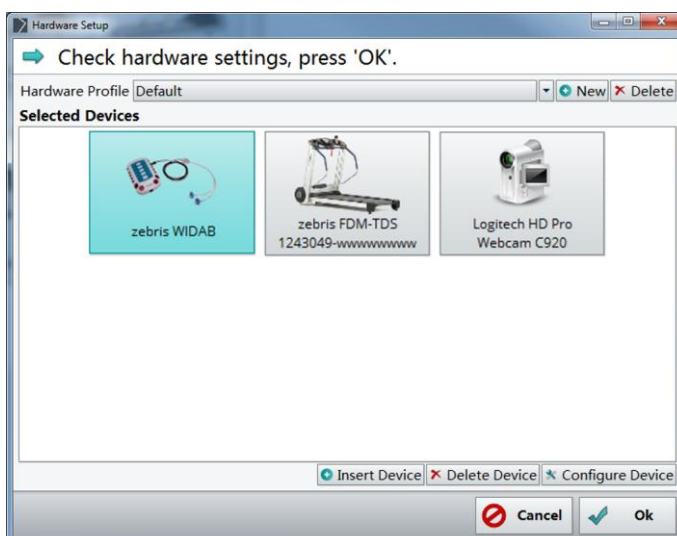 Hardware Setup
Check hardware settings, press 'OK'.
Hardware Profile Default New Delete
Selected Devices
zebris WIDAB
zebris FDM-TDS
1243049-wwwwwwwww
Logitech HD Pro
Webcam C920
Insert Device Delete Device Configure Device
Cancel Ok